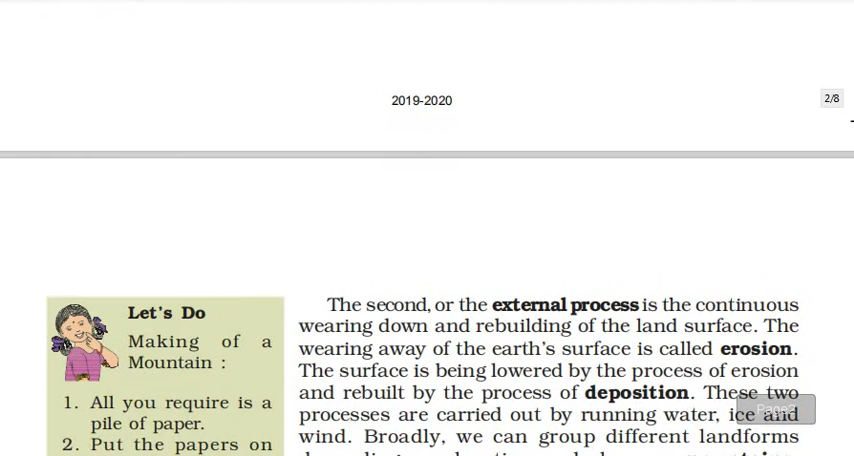 2019-2020
2/8
Let's Do
Making of a
Mountain :
1. All you require is a
pile of paper.
2. Put the papers on
The second, or the external process is the continuous
wearing down and rebuilding of the land surface. The
wearing away of the earth's surface is called erosion.
The surface is being lowered by the process of erosion
and rebuilt by the process of deposition. These two
processes are carried out by running water, ice and
wind. Broadly, we can group different landforms